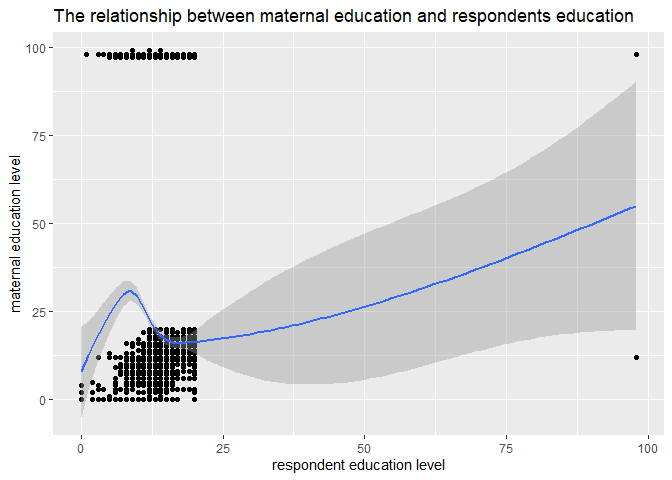 The relationship between maternal education and respondents education
maternal education level
100
75
50
25
0
0 25 50 75 100
respondent education level